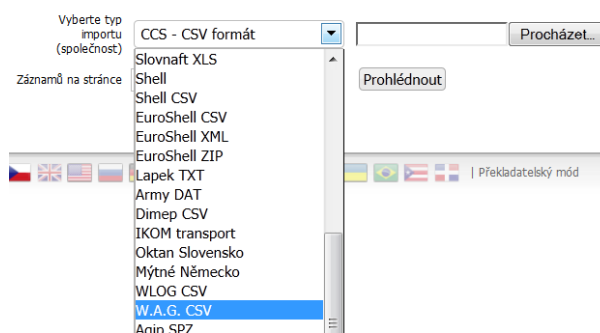 Vyberte typ
importu
(společnost)
CCS - CSV formát
Procházet...
Záznamů na stránce
Prohlédnout
Slovnaft XLS
Shell
Shell CSV
EuroShell CSV
EuroShell XML
EuroShell ZIP
Lapek TXT
Army DAT
Dimep CSV
IKOM transport
Oktan Slovensko
Mýtné Německo
WLOG CSV
W.A.G. CSV
Agip SPZ
| Překladatelský mód